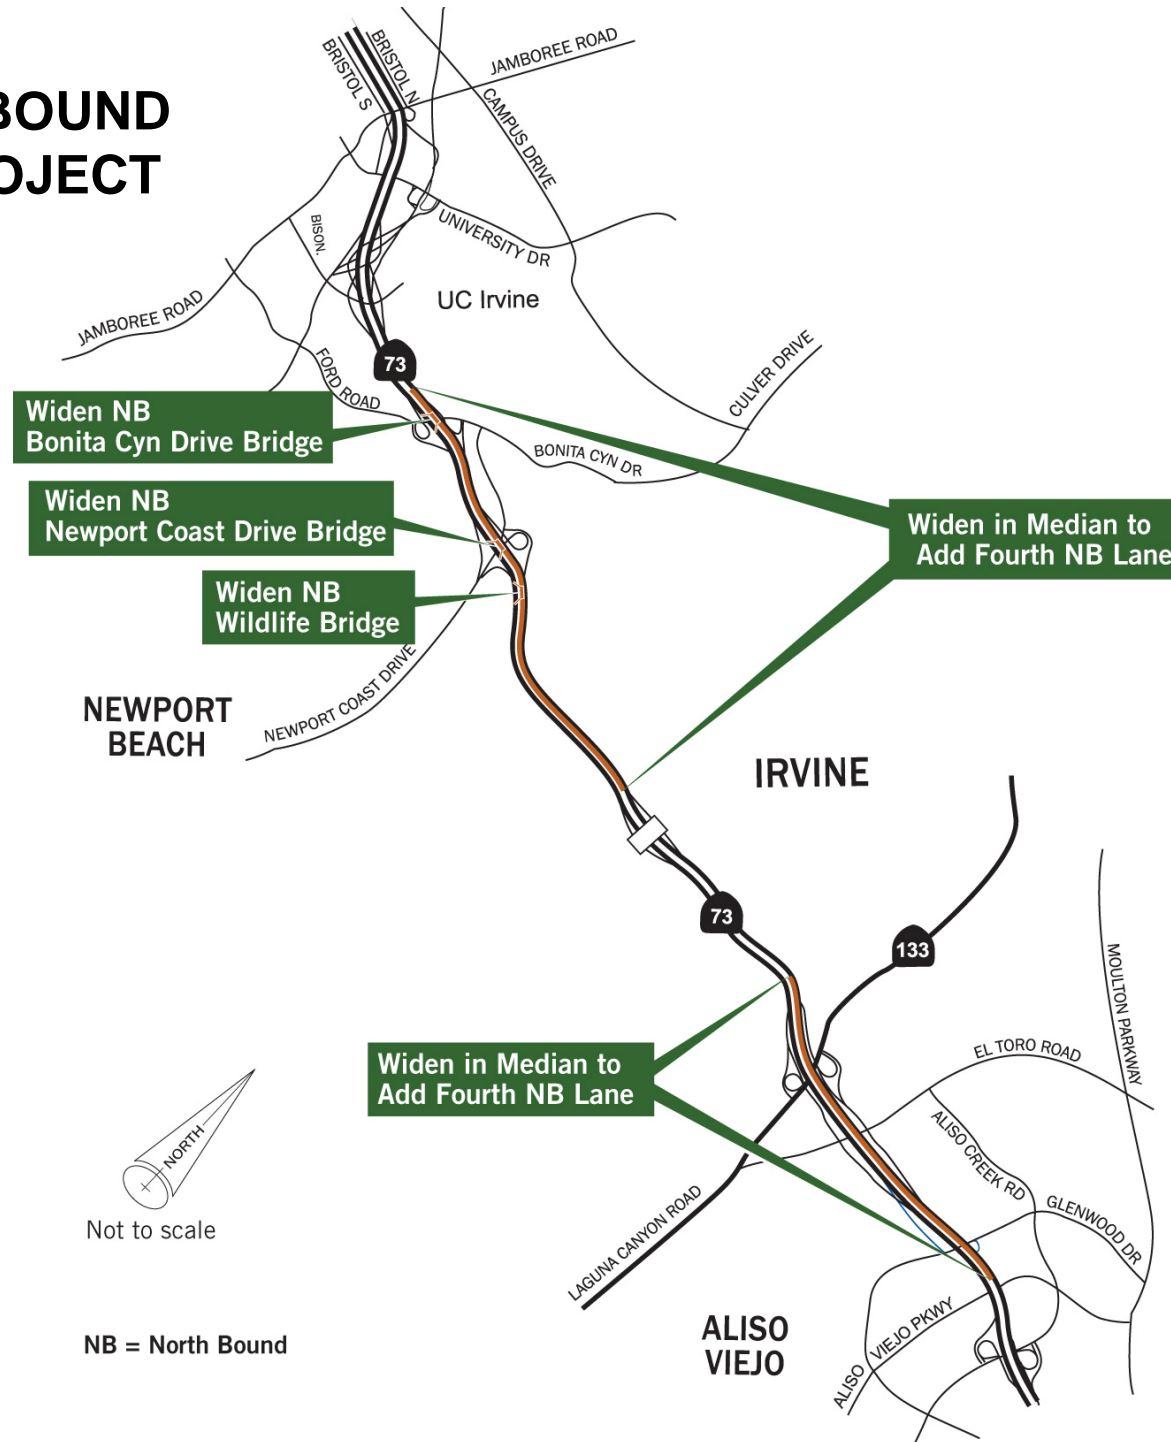 BOUND
OJECT
BRISTOL N
BRISTOL S
JAMBOREE ROAD
CAMPUS DRIVE
UNIVERSITY DR
BISON.
UC Irvine
JAMBOREE ROAD
CULVER DRIVE
FORD ROAD
73
Widen NB
Bonita Cyn Drive Bridge
BONITA CYN DR
Widen NB
Newport Coast Drive Bridge
Widen in Median to
Add Fourth NB Lane
Widen NB
Wildlife Bridge
NEWPORT COAST DRIVE
NEWPORT
BEACH
IRVINE
73
133
MOULTON PARKWAY
Widen in Median to
Add Fourth NB Lane
EL TORO ROAD
ALISO CREEK RD
GLENWOOD DR
NORTH
Not to scale
LAGUNA CANYON ROAD
ALISO
VIEJO
ALISO VIEJO PKWY
NB = North Bound